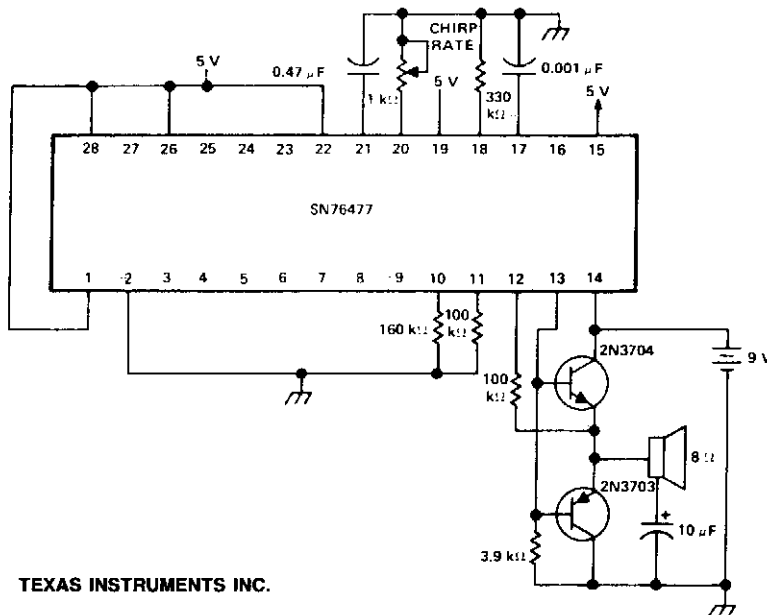 CHIRP
RATE
5 V
0.47 μF
1 kΩ
5 V
330
kΩ
0.001 μF
5 V
28 27 26 25 24 23 22 21 20 19 18 17 16 15
SN76477
1 2 3 4 5 6 7 8 9 10 11 12 13 14
160 kΩ
100
kΩ
100
kΩ
2N3704
9 V
8 Ω
2N3703
+
10 μF
3.9 kΩ
TEXAS INSTRUMENTS INC.